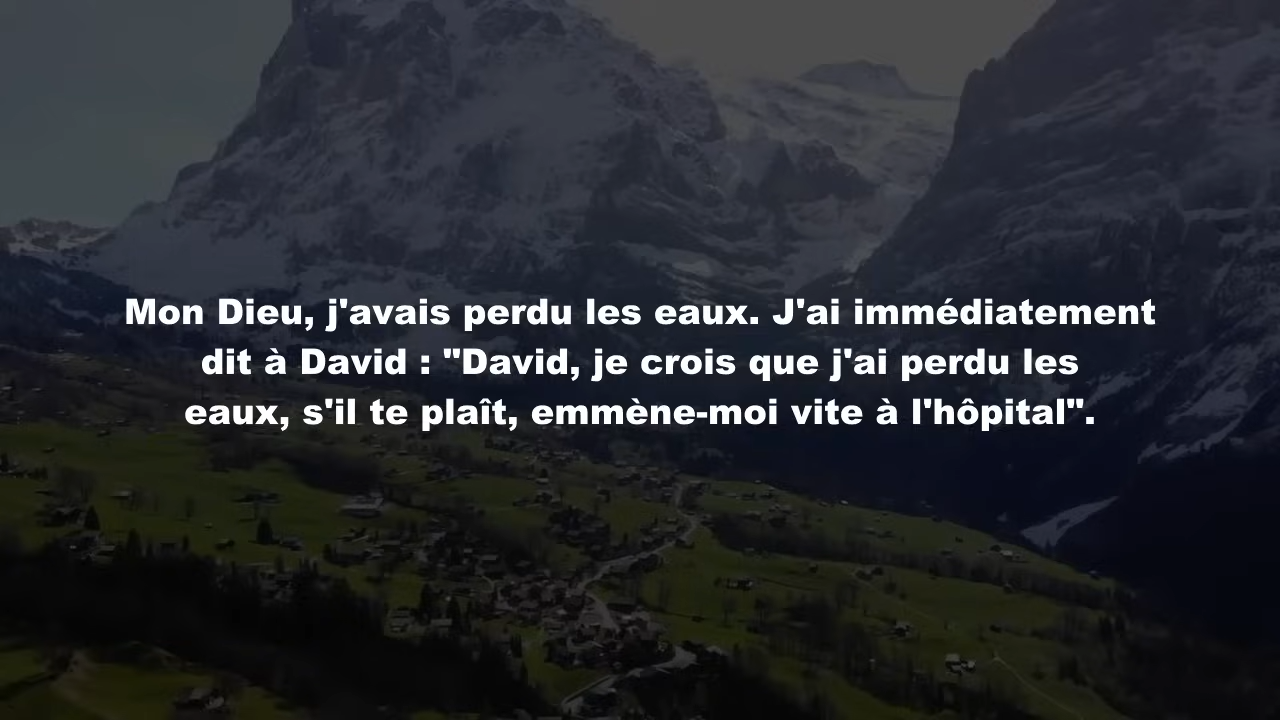 Mon Dieu, j'avais perdu les eaux. J'ai immédiatement
dit à David : "David, je crois que j'ai perdu les
eaux, s'il te plaît, emmène-moi vite à l'hôpital".